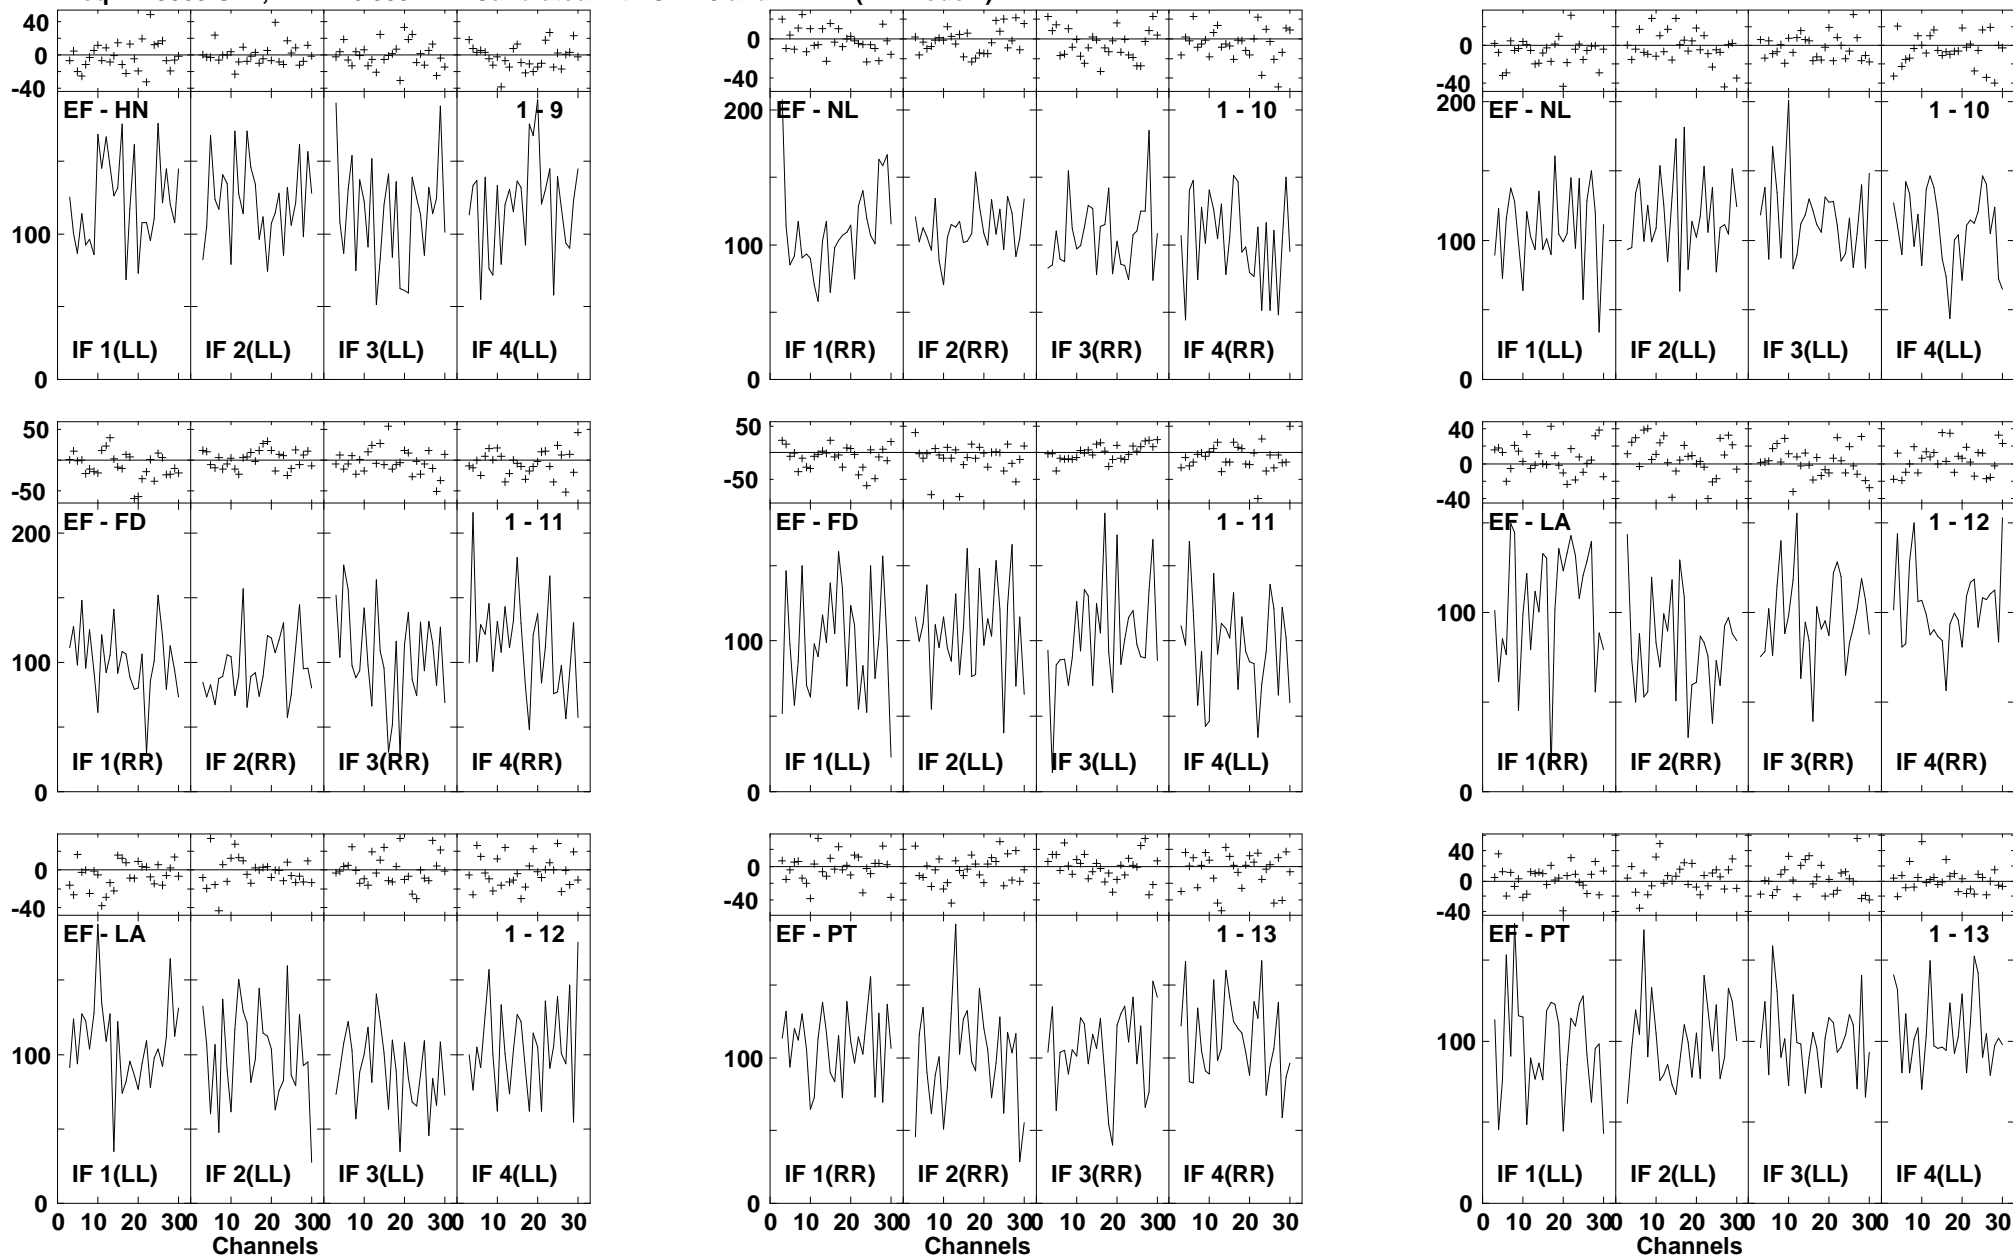 40
0
-40
EF - HN
1 - 9
100
0
IF 1(LL)
IF 2(LL)
IF 3(LL)
IF 4(LL)
0
-40
EF - NL
1 - 10
200
100
0
IF 1(RR)
IF 2(RR)
IF 3(RR)
IF 4(RR)
0
-40
EF - NL
1 - 10
200
100
0
IF 1(LL)
IF 2(LL)
IF 3(LL)
IF 4(LL)
50
-50
EF - FD
1 - 11
200
100
0
IF 1(RR)
IF 2(RR)
IF 3(RR)
IF 4(RR)
50
-50
EF - FD
1 - 11
100
0
IF 1(LL)
IF 2(LL)
IF 3(LL)
IF 4(LL)
40
0
-40
EF - LA
1 - 12
100
0
IF 1(RR)
IF 2(RR)
IF 3(RR)
IF 4(RR)
0
-40
EF - LA
1 - 12
100
0
IF 1(LL)
IF 2(LL)
IF 3(LL)
IF 4(LL)
0 10 20 30 0 10 20 30 0 10 20 30 0 10 20 30
Channels
0
-40
EF - PT
1 - 13
100
0
IF 1(RR)
IF 2(RR)
IF 3(RR)
IF 4(RR)
0 10 20 30 0 10 20 30 0 10 20 30 0 10 20 30
Channels
40
0
-40
EF - PT
1 - 13
100
0
IF 1(LL)
IF 2(LL)
IF 3(LL)
IF 4(LL)
0 10 20 30 0 10 20 30 0 10 20 30 0 10 20 30
Channels